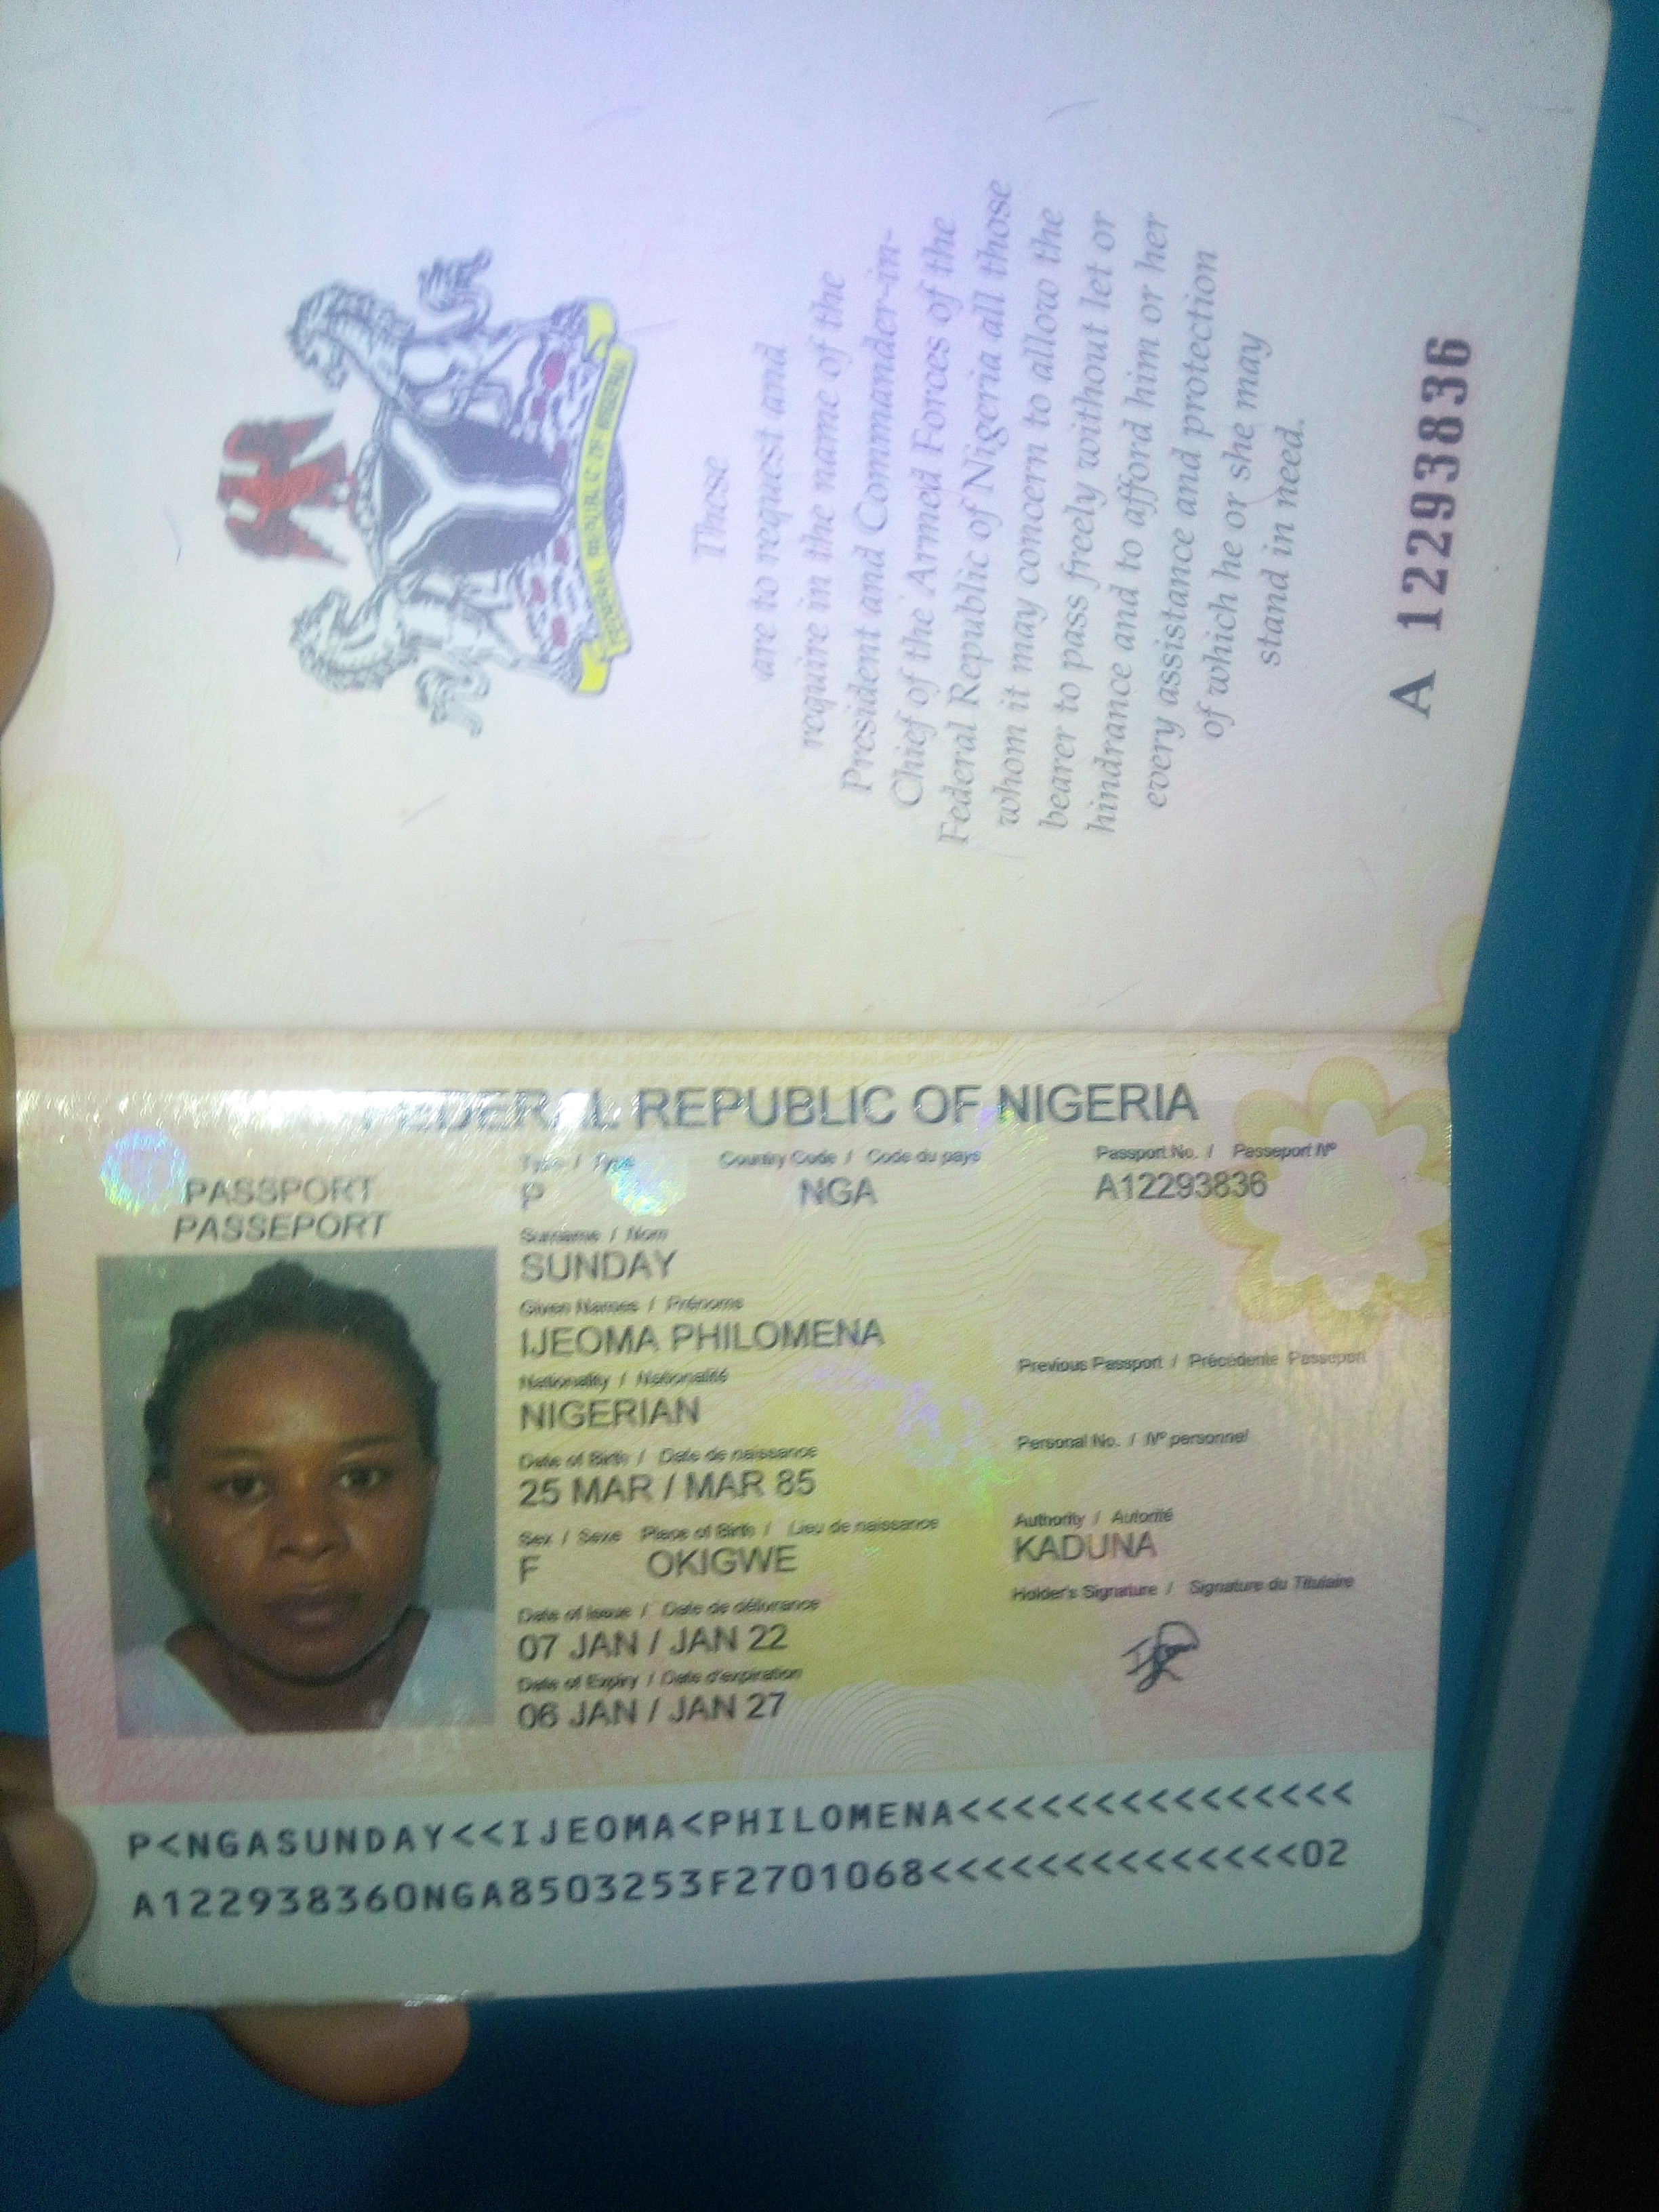 FEDERAL REPUBLIC OF NIGERIA
These
are to request and
require in the name of the
President and Commander-in-
Chief of the Armed Forces of the
Federal Republic of Nigeria all those
whom it may concern to allow the
bearer to pass freely without let or
hindrance and to afford him or her
every assistance and protection
of which he or she may
stand in need.
A 12293836
FEDERAL REPUBLIC OF NIGERIA
PASSPORT
PASSEPORT
Type / Type
Country Code / Code du pays
Passport No. / Passeport Nº
P
NGA
A12293836
Surname / Nom
SUNDAY
Given Names / Prénoms
IJEOMA PHILOMENA
Nationality / Nationalité
Previous Passport / Précédente Passeport
NIGERIAN
Date of Birth / Date de naissance
Personal No. / Nº personnel
25 MAR / MAR 85
Sex / Sexe Place of Birth / Lieu de naissance
Authority / Autorité
F OKIGWE
KADUNA
Date of Issue / Date de délivrance
Holder's Signature / Signature du Titulaire
07 JAN / JAN 22
Date of Expiry / Date d'expiration
06 JAN / JAN 27
P<NGASUNDAY<<IJEOMA<PHILOMENA<<<<<<<<<<<<<<<
A122938360NGA8503253F2701068<<<<<<<<<<<<<<02